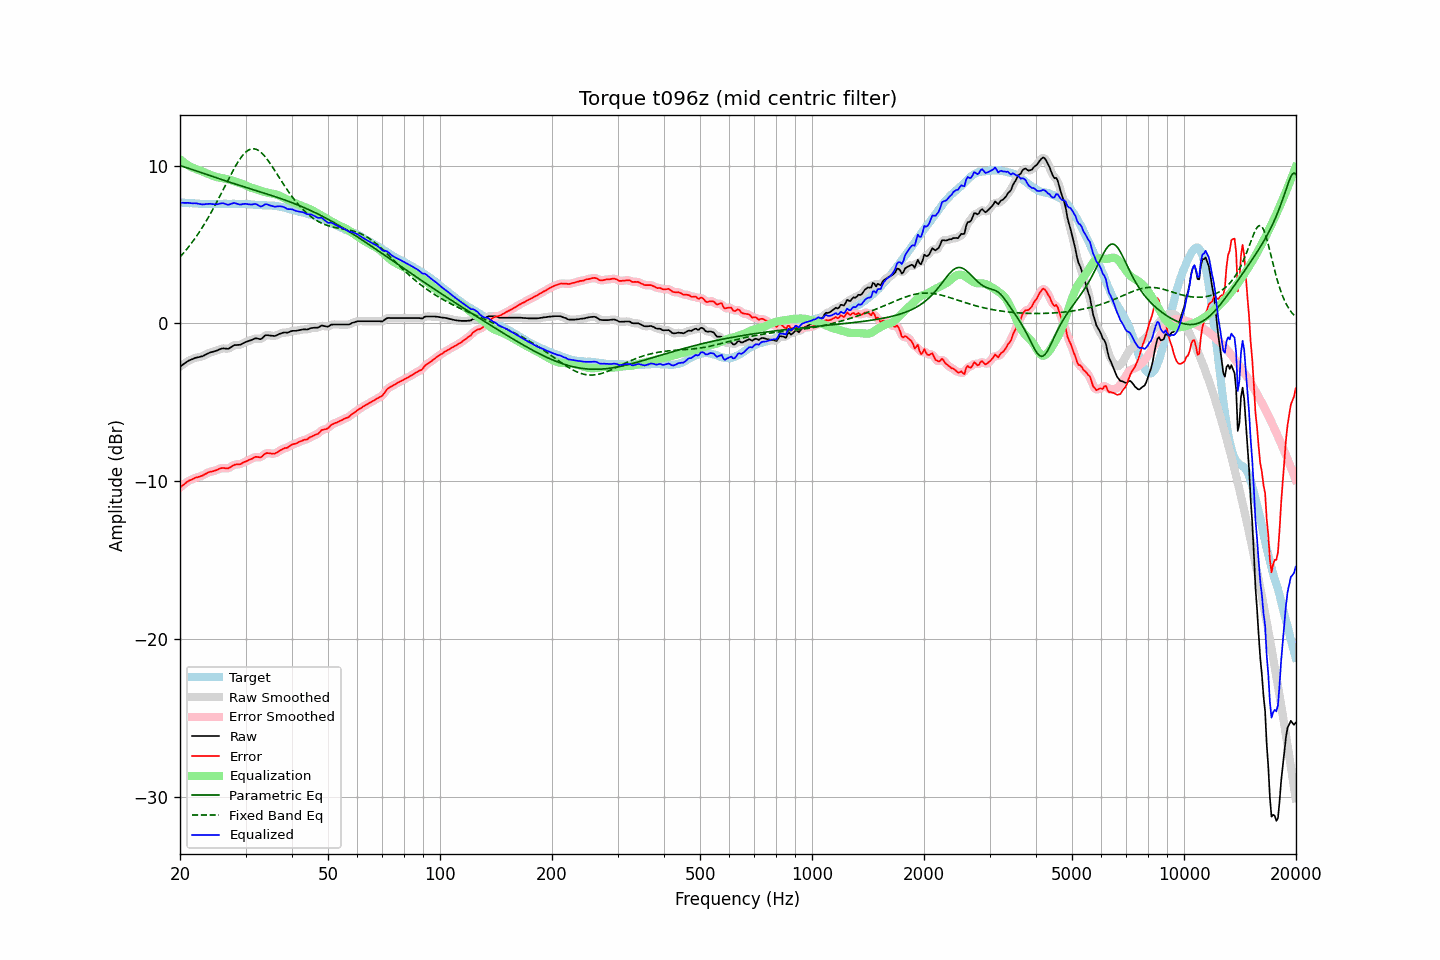 Torque t096z (mid centric filter)
Amplitude (dBr)
10
0
−10
−20
−30
Target
Raw Smoothed
Error Smoothed
Raw
Error
Equalization
Parametric Eq
Fixed Band Eq
Equalized
20 50 100 200 500 1000 2000 5000 10000 20000
Frequency (Hz)